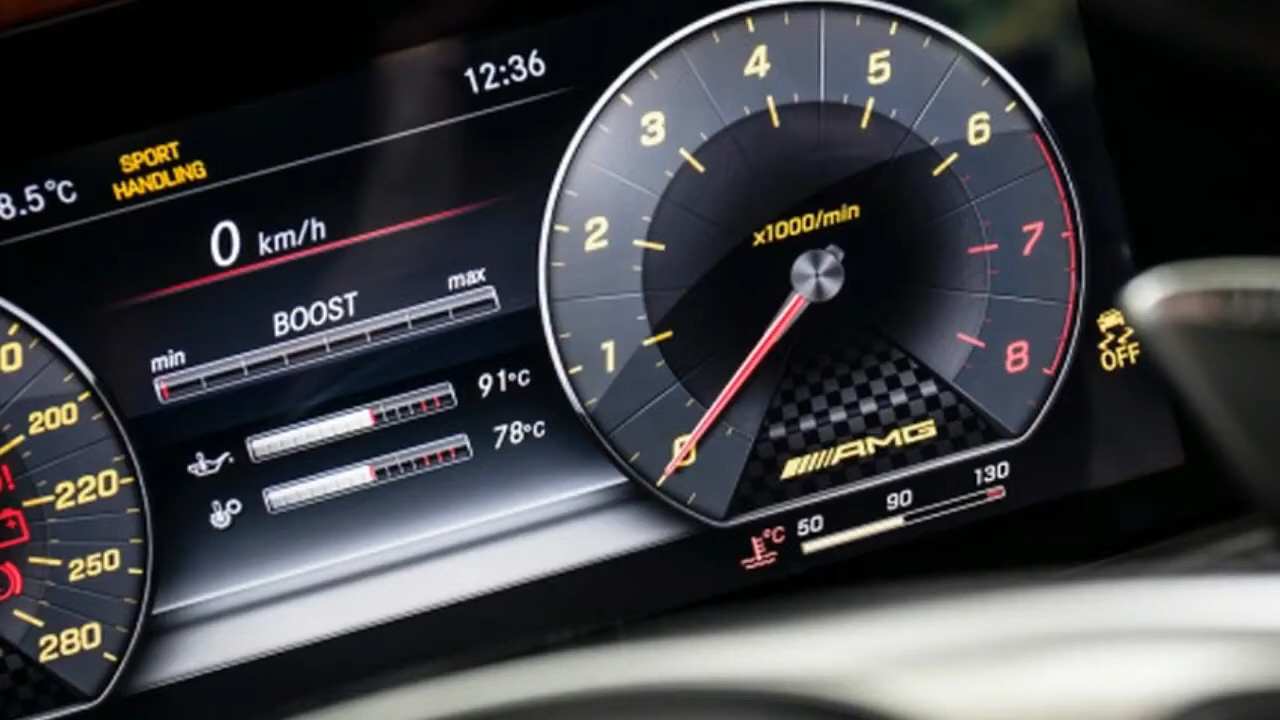 12:36
8.5°C
SPORT
HANDLING
0 km/h
BOOST
min
max
91°C
78°C
0
200
220
250
280
0
1
2
3
4
5
6
7
8
x1000/min
AMG
°C
50
90
130
OFF